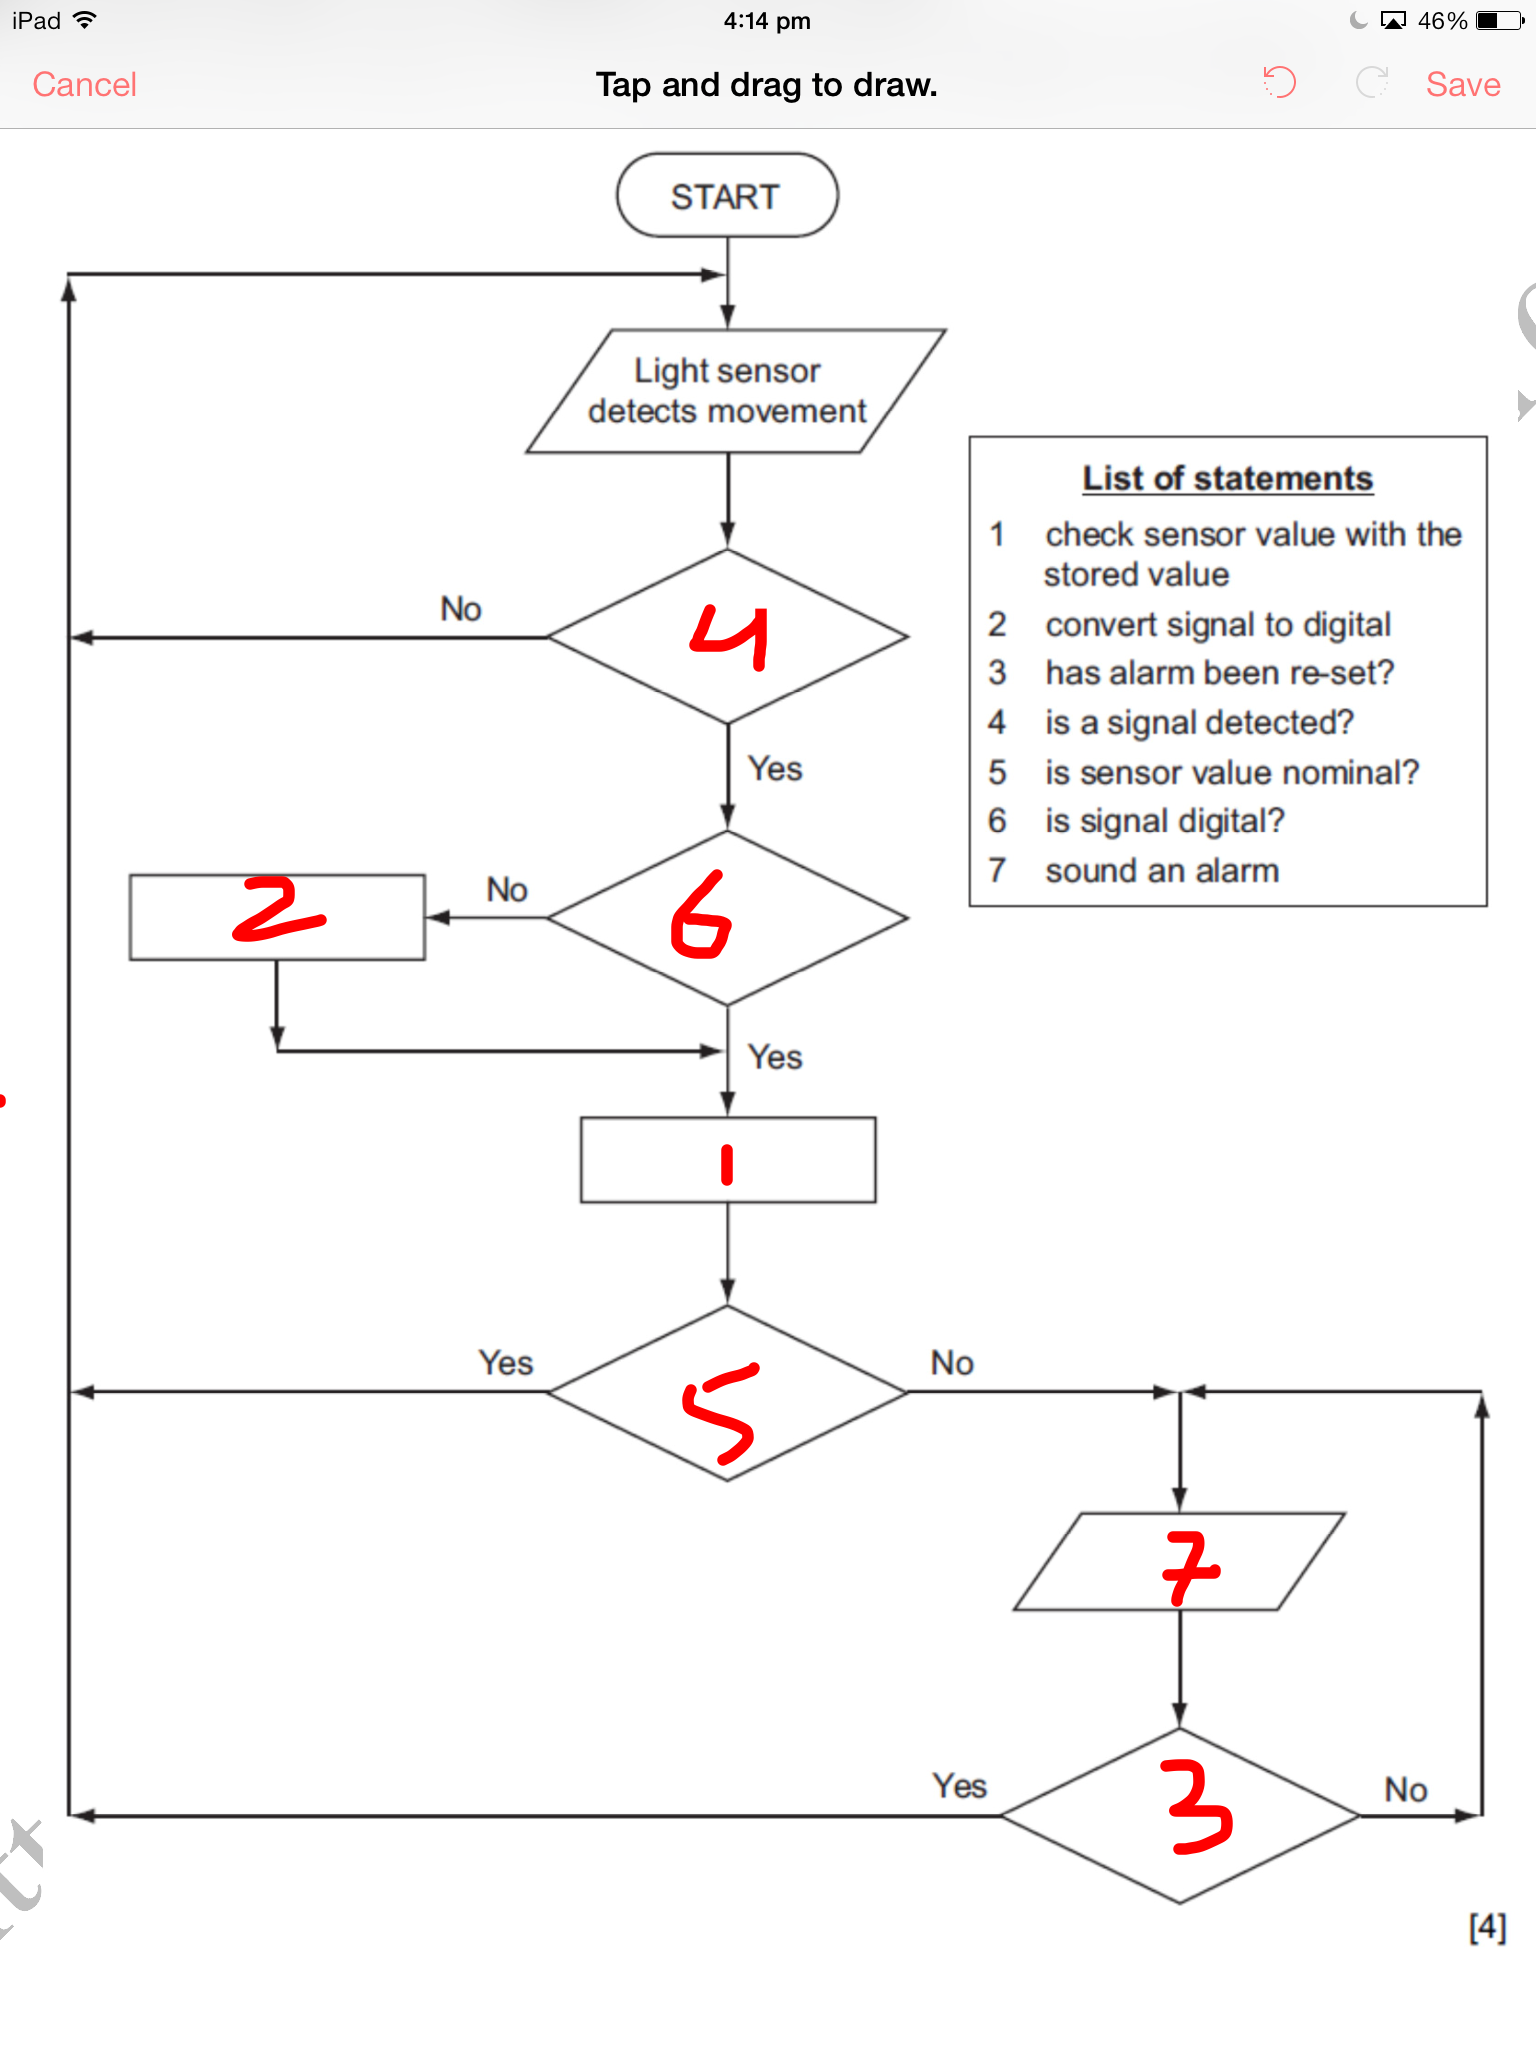 iPad
4:14 pm
46%
Cancel
Tap and drag to draw.
Save
START
Light sensor
detects movement
List of statements
1 check sensor value with the
stored value
2 convert signal to digital
3 has alarm been re-set?
4 is a signal detected?
5 is sensor value nominal?
6 is signal digital?
7 sound an alarm
No
4
Yes
2
No
6
Yes
1
Yes
5
No
7
Yes
3
No
[4]